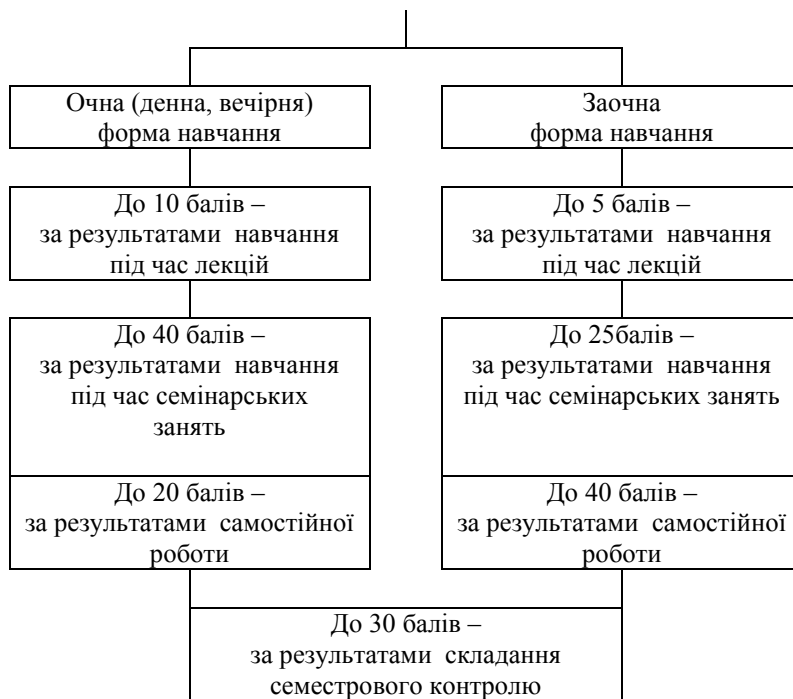 Очна (денна, вечірня)
форма навчання
До 10 балів –
за результатами навчання
під час лекцій
До 40 балів –
за результатами навчання
під час семінарських
занять
До 20 балів –
за результатами самостійної
роботи
Заочна
форма навчання
До 5 балів –
за результатами навчання
під час лекцій
До 25балів –
за результатами навчання
під час семінарських занять
До 40 балів –
за результатами самостійної
роботи
До 30 балів –
за результатами складання
семестрового контролю